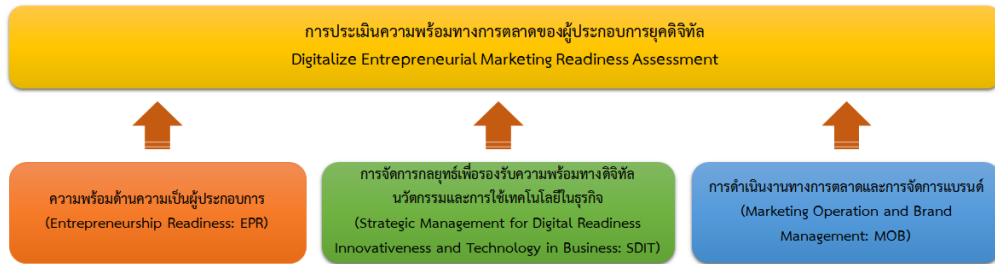 การประเมินความพร้อมทางการตลาดของผู้ประกอบการยุคดิจิทัล
Digitalize Entrepreneurial Marketing Readiness Assessment
ความพร้อมด้านความเป็นผู้ประกอบการ
(Entrepreneurship Readiness: EPR)
การจัดการกลยุทธ์เพื่อรองรับความพร้อมทางดิจิทัล
นวัตกรรมและการใช้เทคโนโลยีในธุรกิจ
(Strategic Management for Digital Readiness
Innovativeness and Technology in Business: SDIT)
การดำเนินงานทางการตลาดและการจัดการแบรนด์
(Marketing Operation and Brand
Management: MOB)